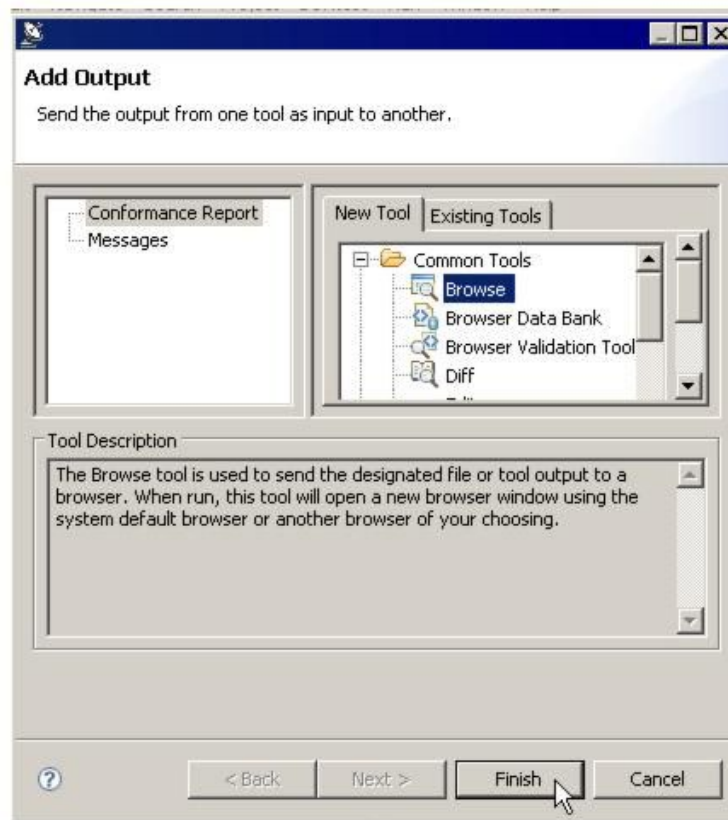 Add Output
Send the output from one tool as input to another.
Conformance Report
Messages
New Tool
Existing Tools
Common Tools
Browse
Browser Data Bank
Browser Validation Tool
Diff
Tool Description
The Browse tool is used to send the designated file or tool output to a
browser. When run, this tool will open a new browser window using the
system default browser or another browser of your choosing.
?
< Back
Next >
Finish
Cancel